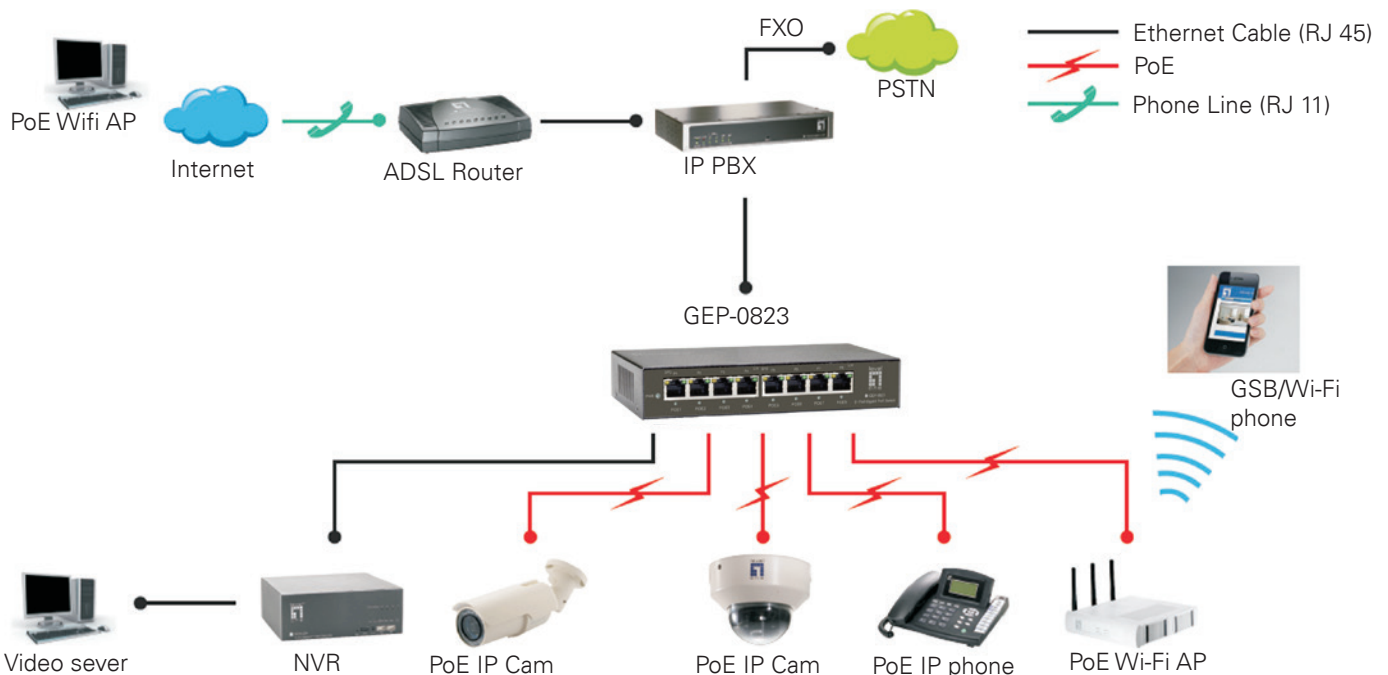 FXO
PSTN
Ethernet Cable (RJ 45)
PoE
Phone Line (RJ 11)
PoE Wifi AP
Internet
ADSL Router
IP PBX
GEP-0823
GSB/Wi-Fi
phone
Video sever
NVR
PoE IP Cam
PoE IP Cam
PoE IP phone
PoE Wi-Fi AP